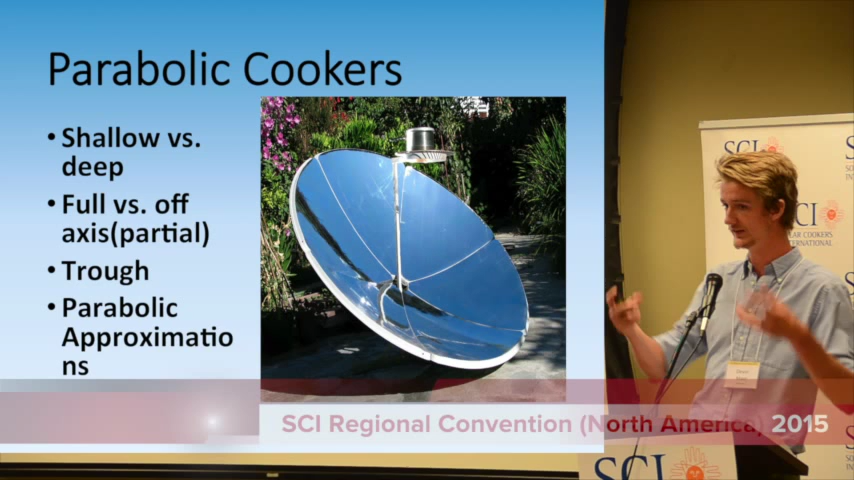 Parabolic Cookers
• Shallow vs.
deep
• Full vs. off
axis(partial)
• Trough
• Parabolic
Approximatio
ns
SCI
SCI
SOLAR COOKERS
INTERNATIONAL
SCI Regional Convention (North America) 2015
SCI